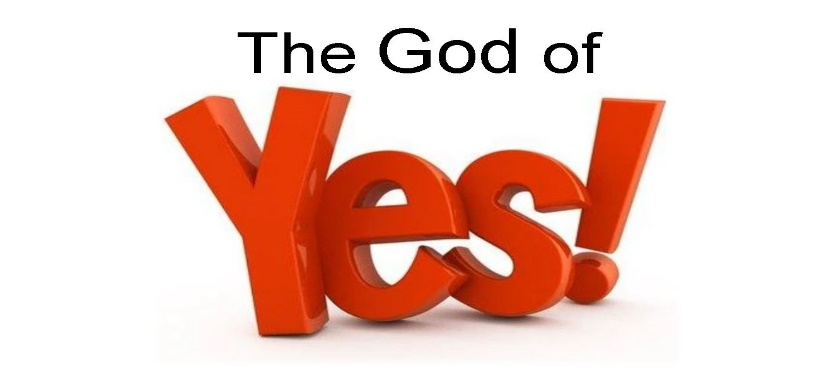 The God of
Yes!